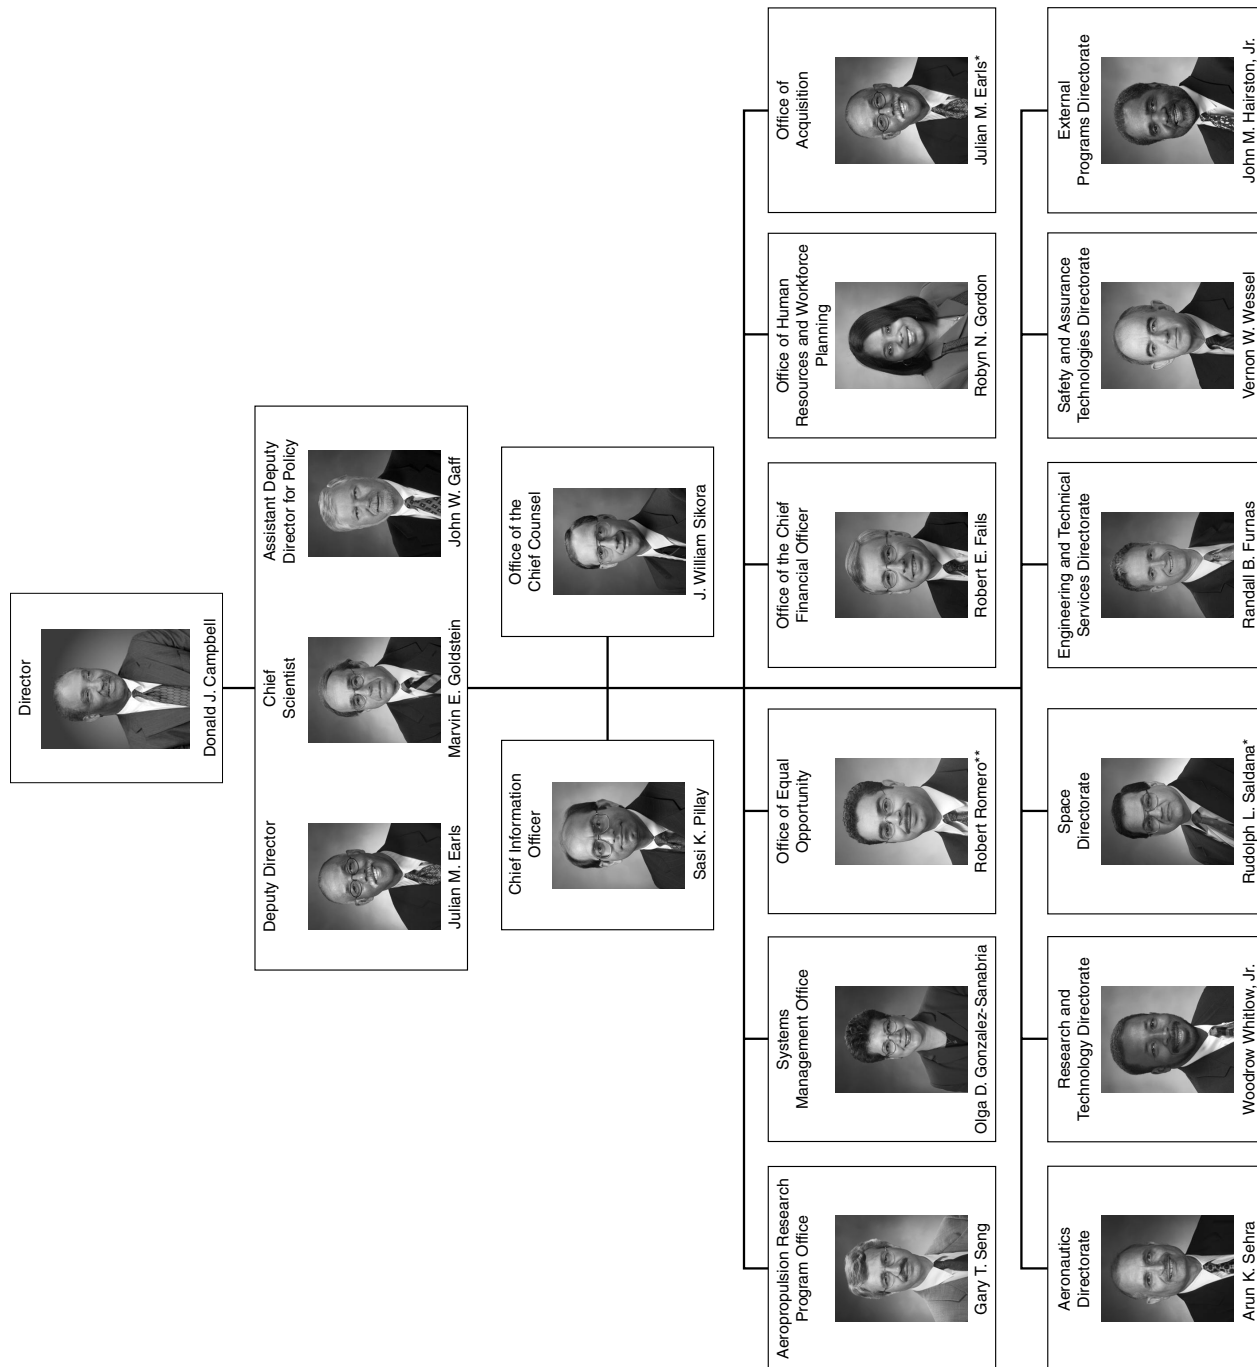 Director
Donald J. Campbell
Deputy Director
Julian M. Earls
Chief
Scientist
Marvin E. Goldstein
Assistant Deputy
Director for Policy
John W. Gaff
Chief Information
Officer
Sasi K. Pillay
Office of the
Chief Counsel
J. William Sikora
Aeropropulsion Research
Program Office
Gary T. Seng
Systems
Management Office
Olga D. Gonzalez-Sanabria
Office of Equal
Opportunity
Robert Romero**
Office of the Chief
Financial Officer
Robert E. Fails
Office of Human
Resources and Workforce
Planning
Robyn N. Gordon
Office of
Acquisition
Julian M. Earls*
Aeronautics
Directorate
Arun K. Sehra
Research and
Technology Directorate
Woodrow Whitlow, Jr.
Space
Directorate
Rudolph L. Saldana*
Engineering and Technical
Services Directorate
Randall B. Furnas
Safety and Assurance
Technologies Directorate
Vernon W. Wessel
External
Programs Directorate
John M. Hairston, Jr.